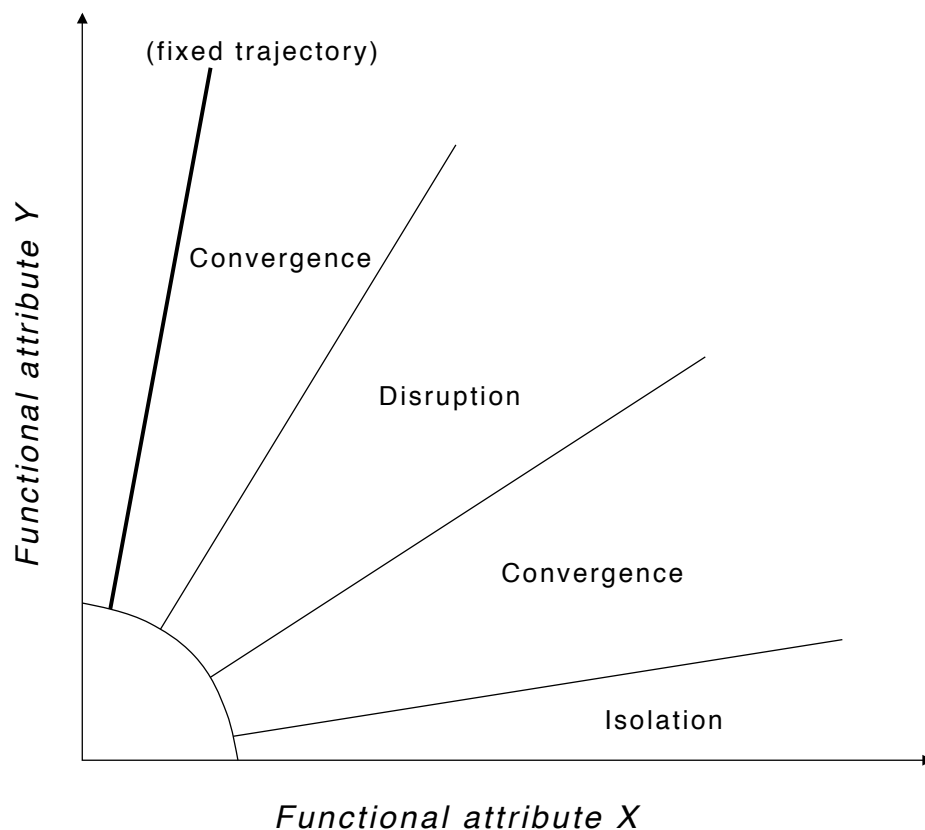 (fixed trajectory)
Convergence
Disruption
Convergence
Isolation
Functional attribute Y
Functional attribute X